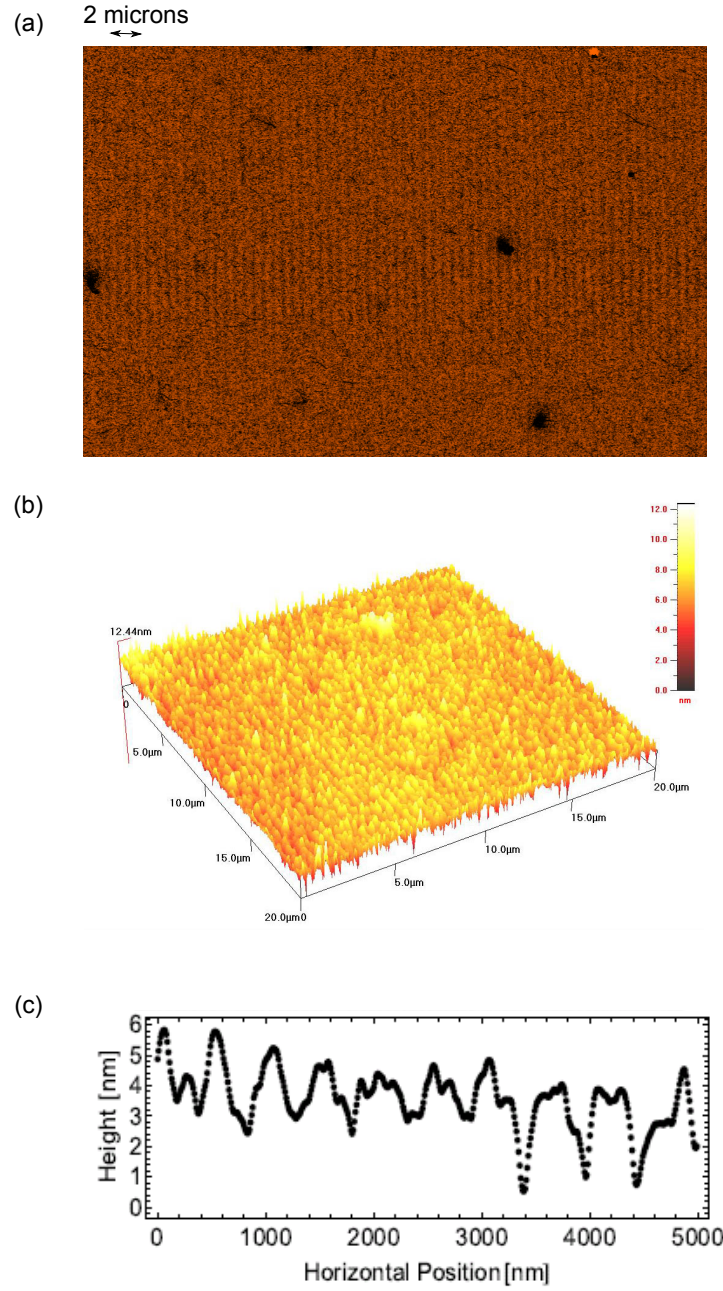 (a)
2 microns
(b)
12.0
10.0
8.0
6.0
4.0
2.0
0.0
nm
12.44nm
0
5.0μm
10.0μm
15.0μm
20.0μm
0
5.0μm
10.0μm
15.0μm
20.0μm
(c)
Height [nm]
6
5
4
3
2
1
0
0 1000 2000 3000 4000 5000
Horizontal Position [nm]